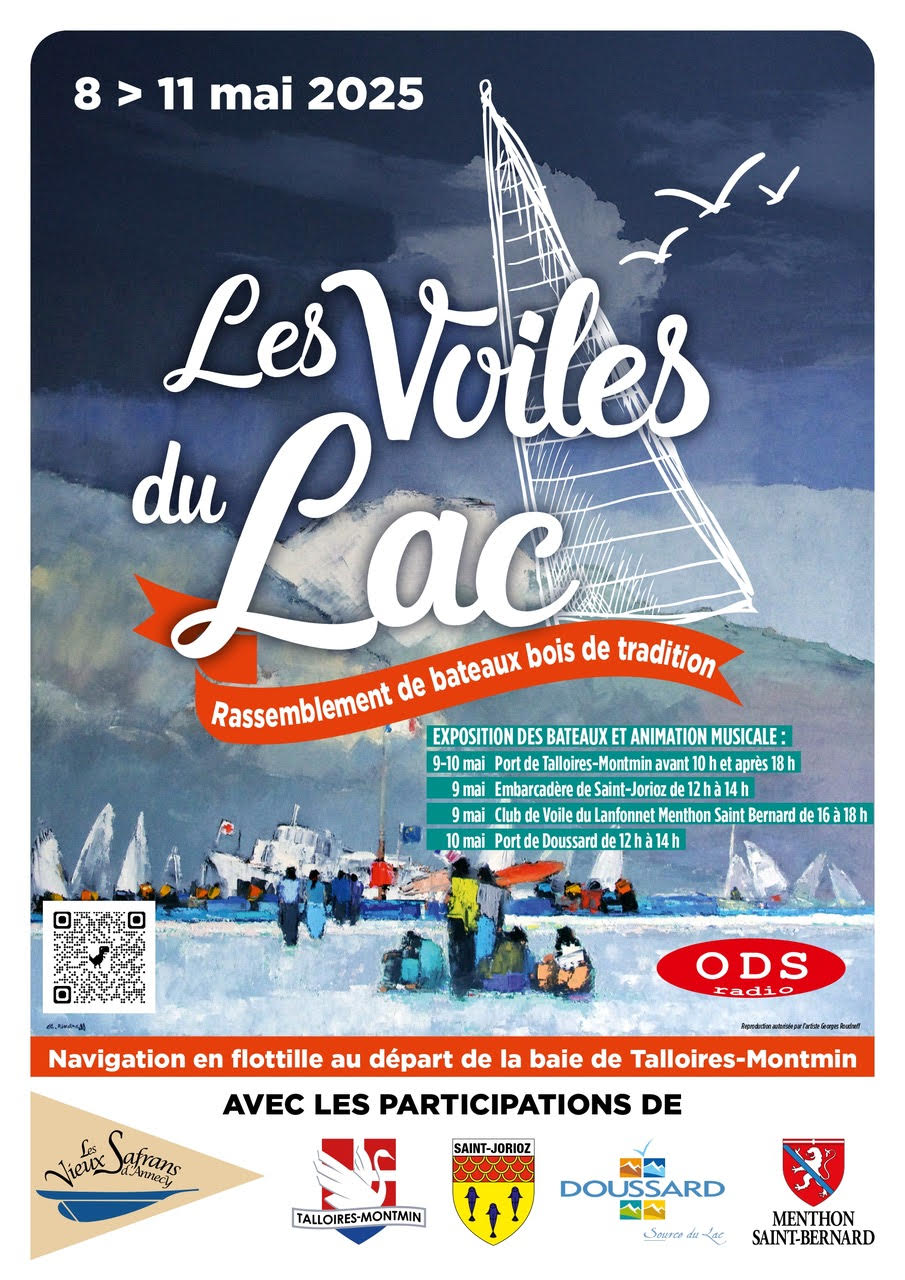 8 > 11 mai 2025
Les Voiles
du Lac
Rassemblement de bateaux bois de tradition
EXPOSITION DES BATEAUX ET ANIMATION MUSICALE :
9-10 mai Port de Talloires-Montmin avant 10 h et après 18 h
9 mai Embarcadère de Saint-Jorioz de 12 h à 14 h
9 mai Club de Voile du Lanfonnet Menthon Saint Bernard de 16 à 18 h
10 mai Port de Doussard de 12 h à 14 h
ODS
radio
Reproduction autorisée par l'artiste Georges Roudneff
Navigation en flottille au départ de la baie de Talloires-Montmin
AVEC LES PARTICIPATIONS DE
Les
Vieux Safrans
d'Annecy
TALLOIRES-MONTMIN
SAINT-JORIOZ
DOUSSARD
Source du Lac
MENTHON
SAINT-BERNARD